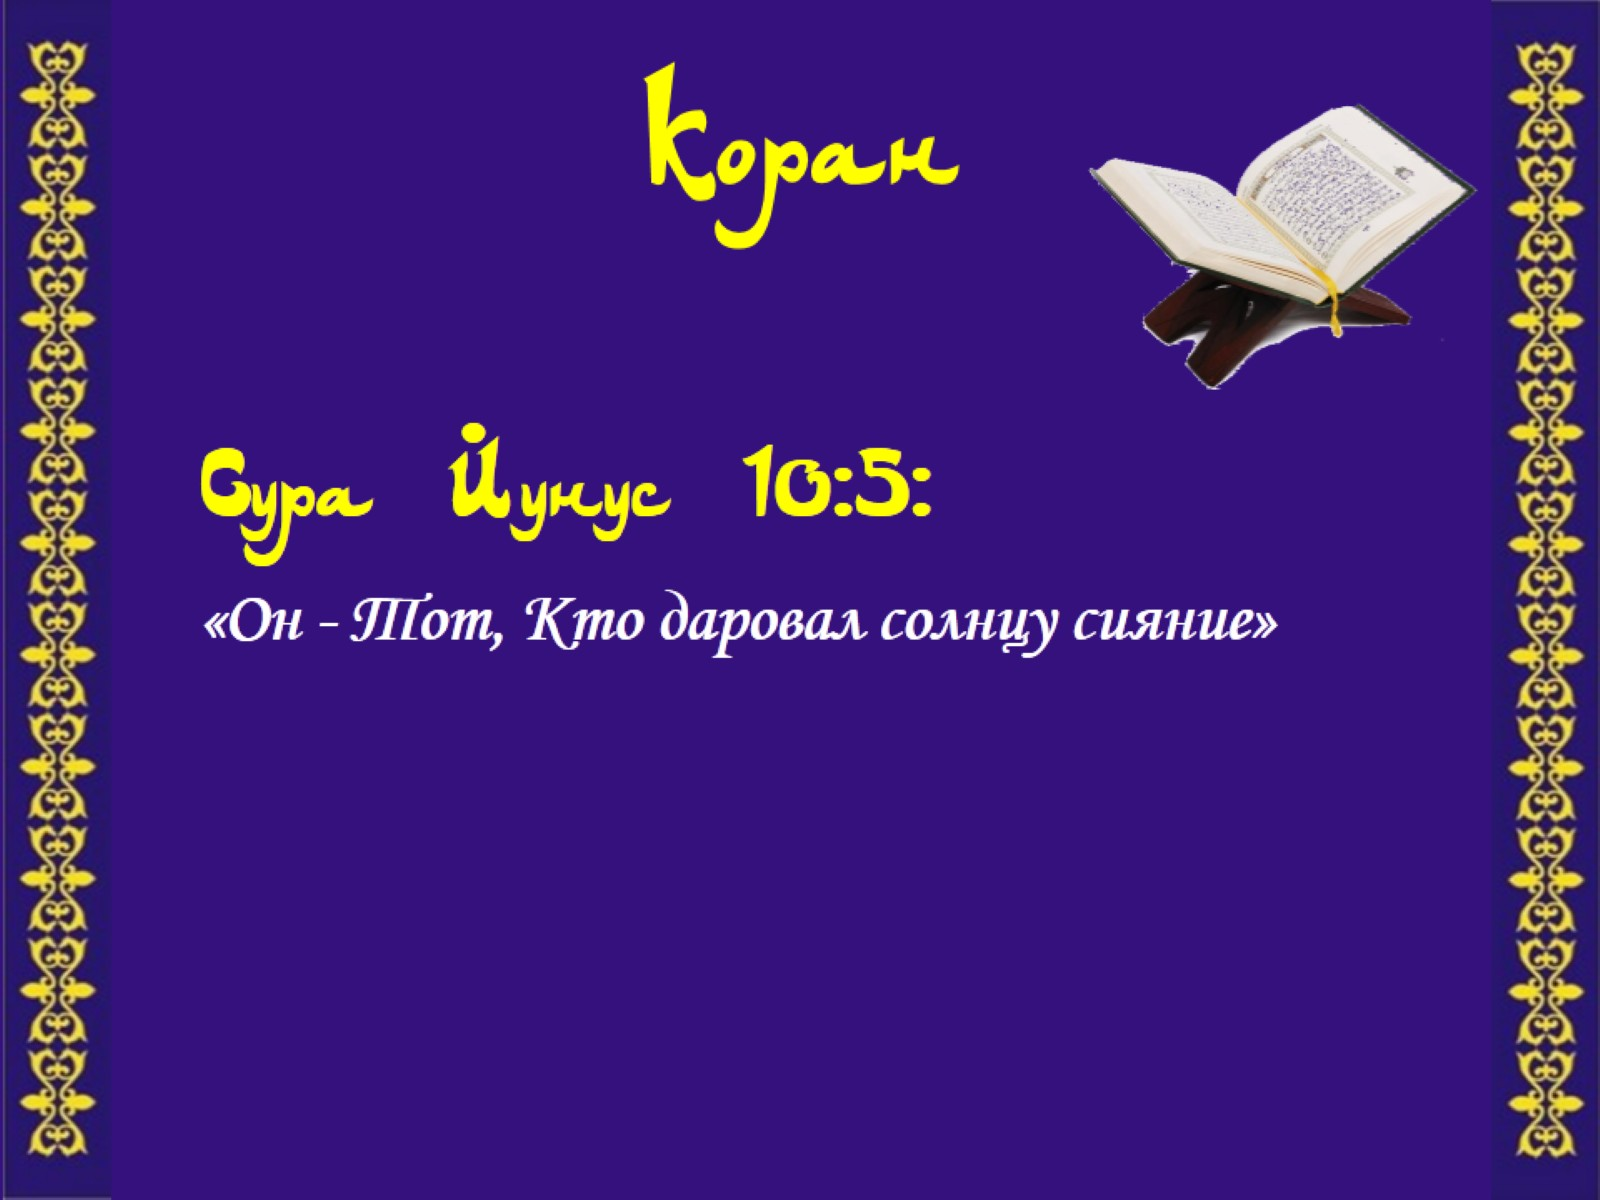 Коран
Сура Йунус 10:5:
«Он - Тот, Кто даровал солнцу сияние»